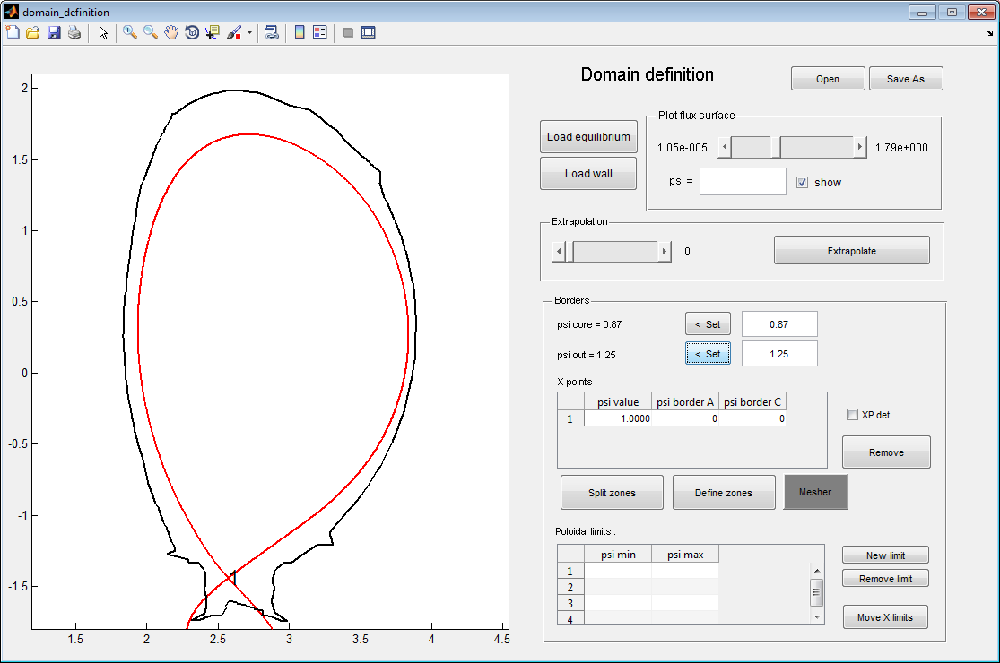 domain_definition
Domain definition
Open
Save As
Load equilibrium
Load wall
Plot flux surface
1.05e-005
1.79e+000
psi =
show
Extrapolation
0
Extrapolate
Borders
psi core = 0.87
< Set
0.87
psi out = 1.25
< Set
1.25
X points :
psi value psi border A psi border C
1 1.0000 0 0
XP det...
Remove
Split zones
Define zones
Mesher
Poloidal limits :
psi min psi max
1
2
3
4
New limit
Remove limit
Move X limits
2
1.5
1
0.5
0
-0.5
-1
-1.5
1.5 2 2.5 3 3.5 4 4.5
1